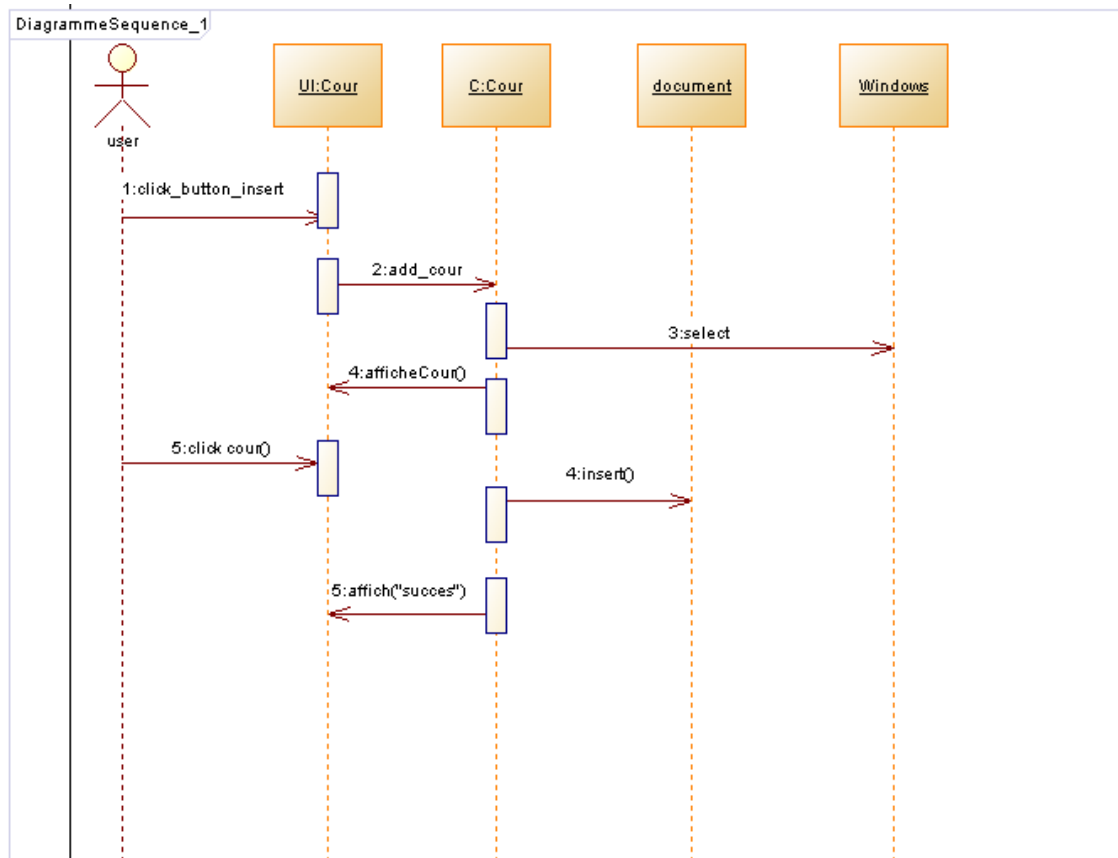 DiagrammeSequence_1
user
UI:Cour
C:Cour
document
Windows
1:click_button_insert
2:add_cour
3:select
4:afficheCour()
5:click cour()
4:insert()
5:affich("succes")